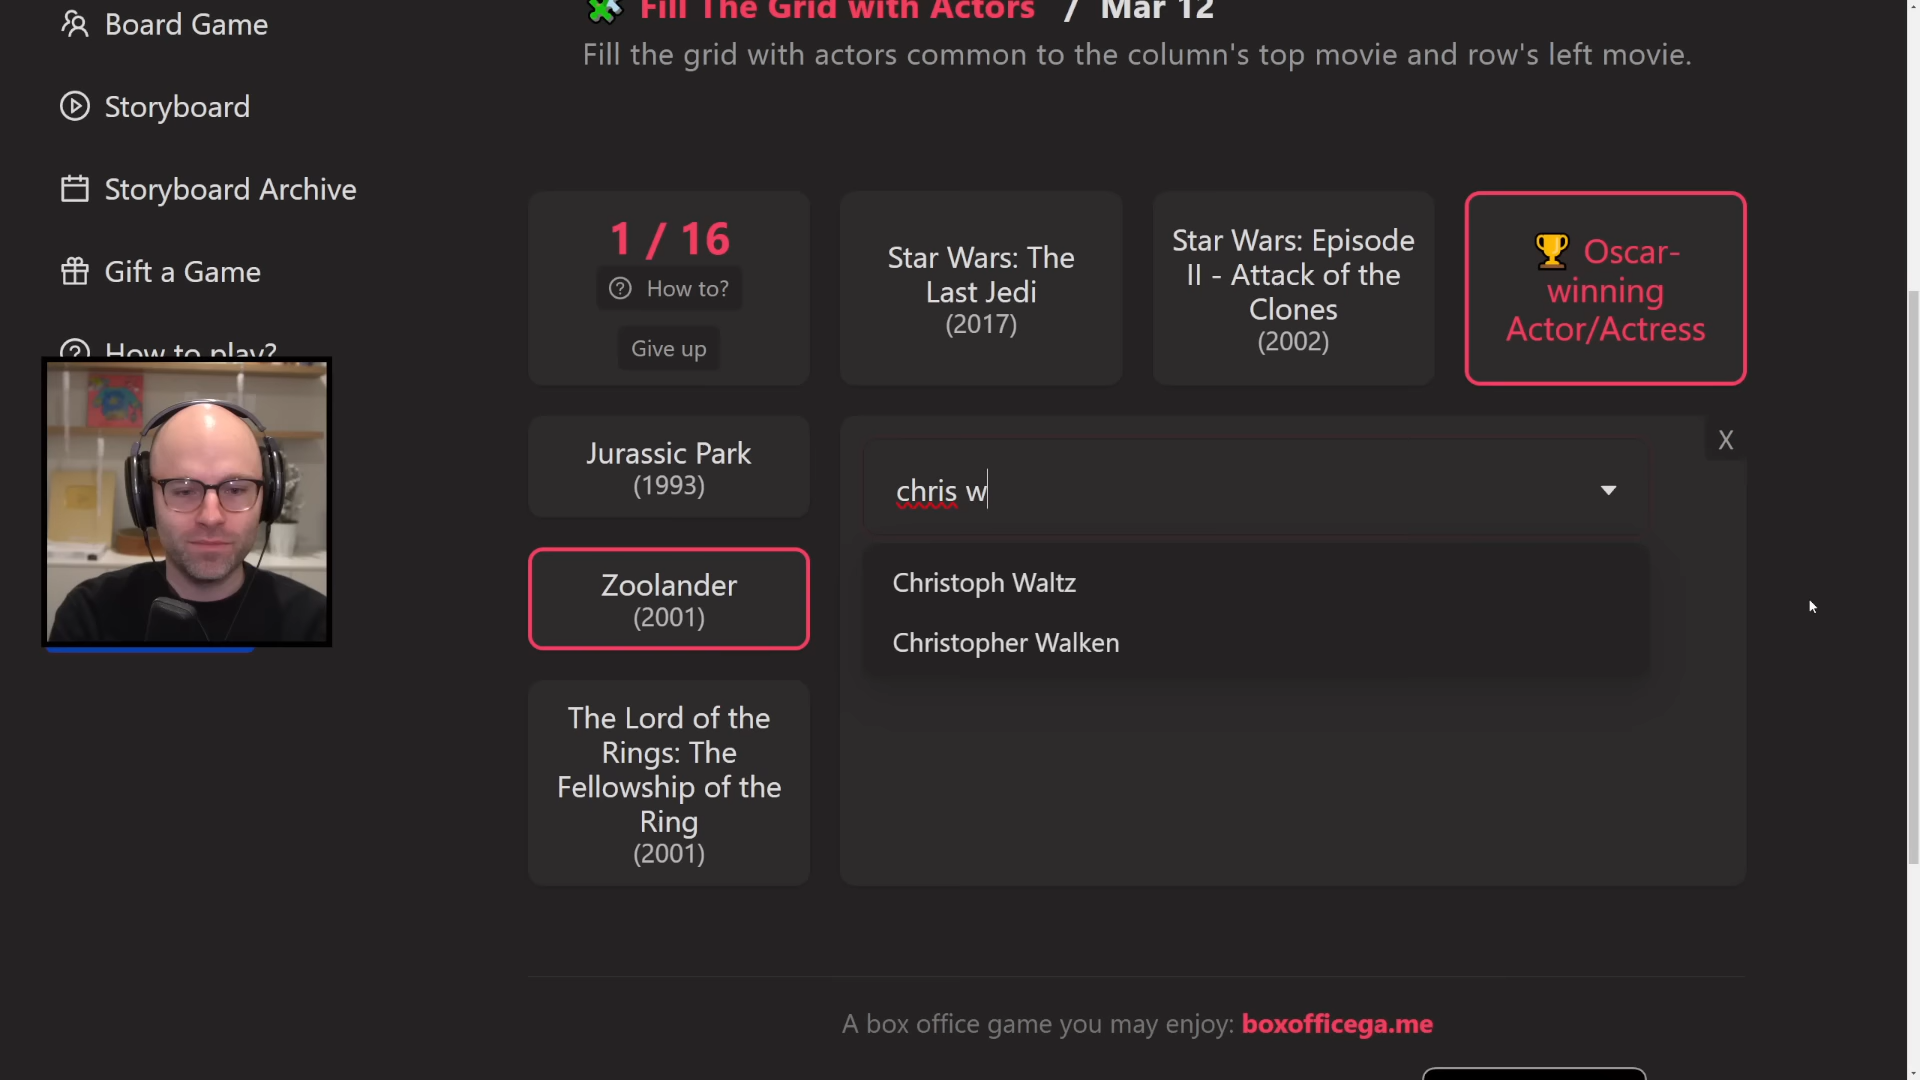 Board Game
Storyboard
Storyboard Archive
Gift a Game
How to play?
Fill The Grid with Actors / Mar 12
Fill the grid with actors common to the column's top movie and row's left movie.
1 / 16
How to?
Give up
Star Wars: The
Last Jedi
(2017)
Star Wars: Episode
II - Attack of the
Clones
(2002)
Oscar-
winning
Actor/Actress
Jurassic Park
(1993)
X
chris w
Christoph Waltz
Christopher Walken
Zoolander
(2001)
The Lord of the
Rings: The
Fellowship of the
Ring
(2001)
A box office game you may enjoy: boxofficega.me